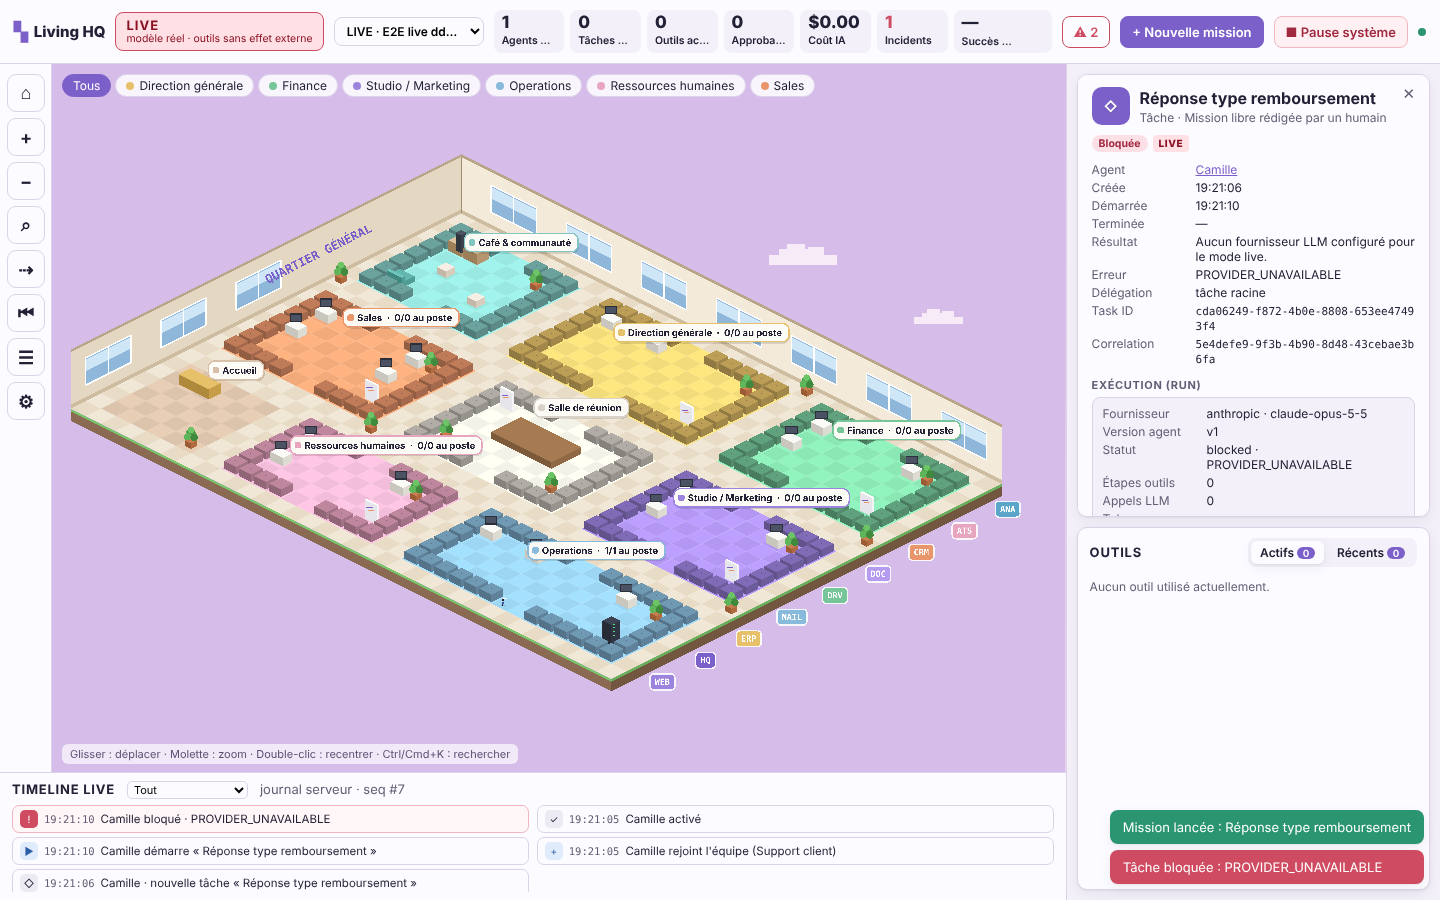 Living HQ
LIVE
modèle réel · outils sans effet externe
LIVE · E2E live dd...
1
Agents ...
0
Tâches ...
0
Outils ac...
0
Approba...
$0.00
Coût IA
1
Incidents
—
Succès ...
⚠ 2
+ Nouvelle mission
Pause système
Tous
Direction générale
Finance
Studio / Marketing
Operations
Ressources humaines
Sales
QUARTIER GÉNÉRAL
Café & communauté
Sales · 0/0 au poste
Direction générale · 0/0 au poste
Accueil
Salle de réunion
Finance · 0/0 au poste
Ressources humaines · 0/0 au poste
Studio / Marketing · 0/0 au poste
Operations · 1/1 au poste
ANA
ATS
CRM
DOC
DRV
MAIL
ERP
HQ
WEB
Glisser : déplacer · Molette : zoom · Double-clic : recentrer · Ctrl/Cmd+K : rechercher
TIMELINE LIVE
Tout
journal serveur · seq #7
! 19:21:10 Camille bloqué · PROVIDER_UNAVAILABLE
✓ 19:21:05 Camille activé
▶ 19:21:10 Camille démarre « Réponse type remboursement »
+ 19:21:05 Camille rejoint l'équipe (Support client)
◇ 19:21:06 Camille · nouvelle tâche « Réponse type remboursement »
Réponse type remboursement
Tâche · Mission libre rédigée par un humain
Bloquée LIVE
Agent Camille
Créée 19:21:06
Démarrée 19:21:10
Terminée —
Résultat Aucun fournisseur LLM configuré pour
le mode live.
Erreur PROVIDER_UNAVAILABLE
Délégation tâche racine
Task ID cda06249-f872-4b0e-8808-653ee4749
3f4
Correlation 5e4defe9-9f3b-4b90-8d48-43cebae3b
6fa
EXÉCUTION (RUN)
Fournisseur anthropic · claude-opus-5-5
Version agent v1
Statut blocked ·
PROVIDER_UNAVAILABLE
Étapes outils 0
Appels LLM 0
OUTILS
Actifs 0
Récents 0
Aucun outil utilisé actuellement.
Mission lancée : Réponse type remboursement
Tâche bloquée : PROVIDER_UNAVAILABLE